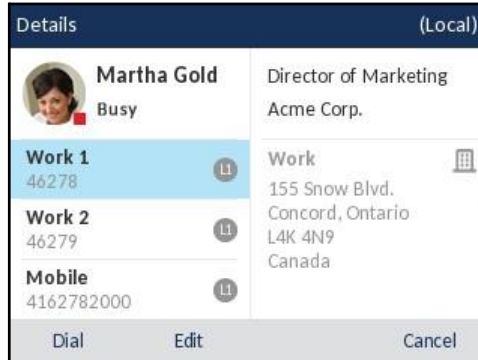 Details (Local)
Martha Gold
Busy
Work 1
46278 L1
Work 2
46279 L1
Mobile
4162782000 L1
Director of Marketing
Acme Corp.
Work
155 Snow Blvd.
Concord, Ontario
L4K 4N9
Canada
Dial Edit Cancel